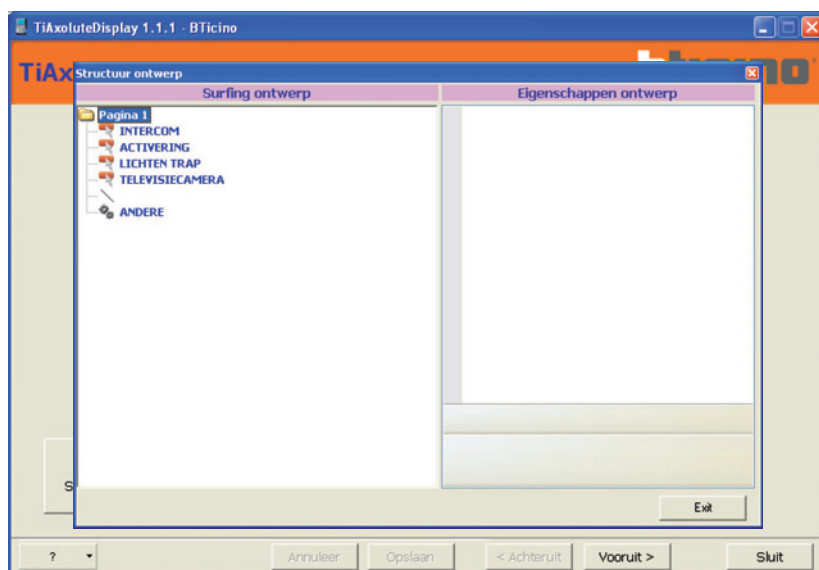 TiAxoluteDisplay 1.1.1 - BTicino
TiAx
Structuur ontwerp
Surfing ontwerp
Eigenschappen ontwerp
Pagina 1
INTERCOM
ACTIVERING
LICHTEN TRAP
TELEVISIECAMERA
ANDERE
S
Exit
?
Annuleer
Opslaan
< Achteruit
Vooruit >
Sluit